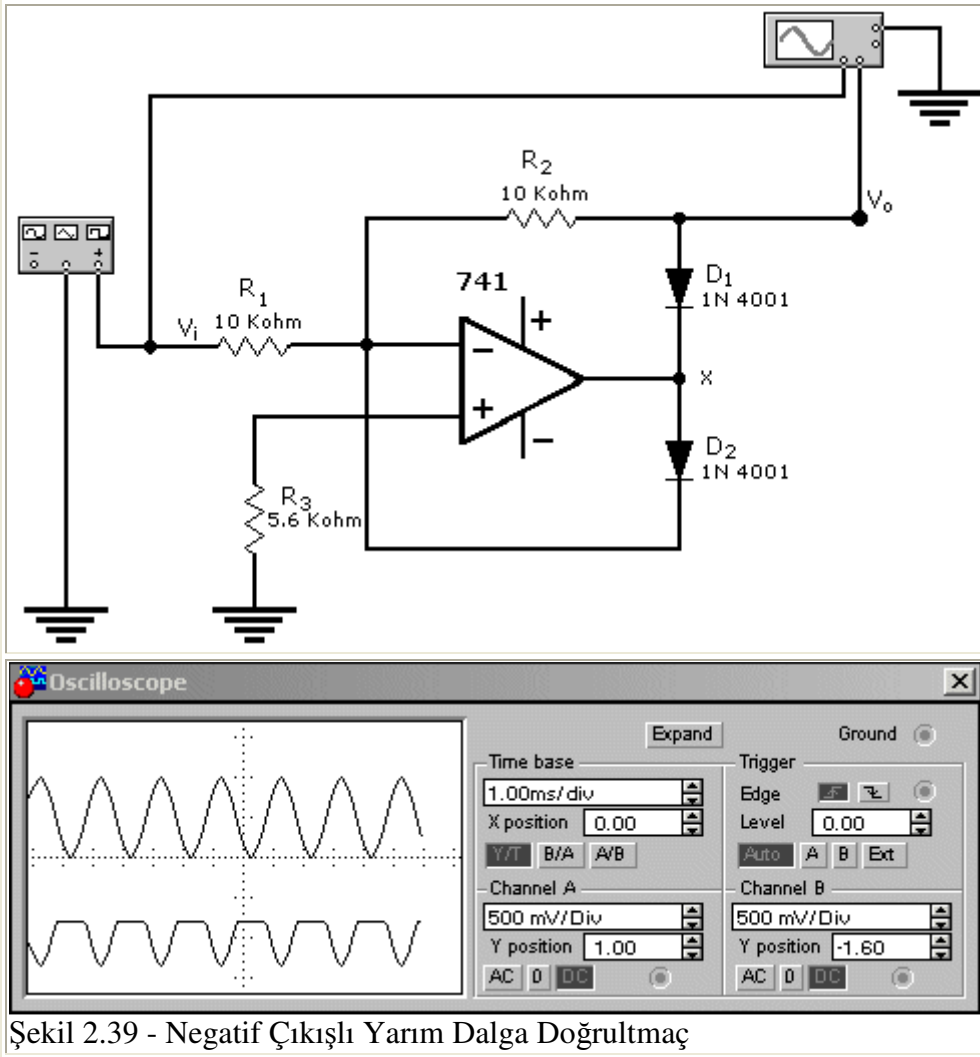 R2
10 Kohm
Vo
741
D1
1N 4001
R1
Vi 10 Kohm
+
−
x
+
−
D2
1N 4001
R3
5.6 Kohm
− +
Oscilloscope
Expand Ground
Time base Trigger
1.00ms/div Edge
X position 0.00 Level 0.00
Y/T B/A A/B Auto A B Ext
Channel A Channel B
500 mV/Div 500 mV/Div
Y position 1.00 Y position -1.60
AC 0 DC AC 0 DC
Şekil 2.39 - Negatif Çıkışlı Yarım Dalga Doğrultmaç